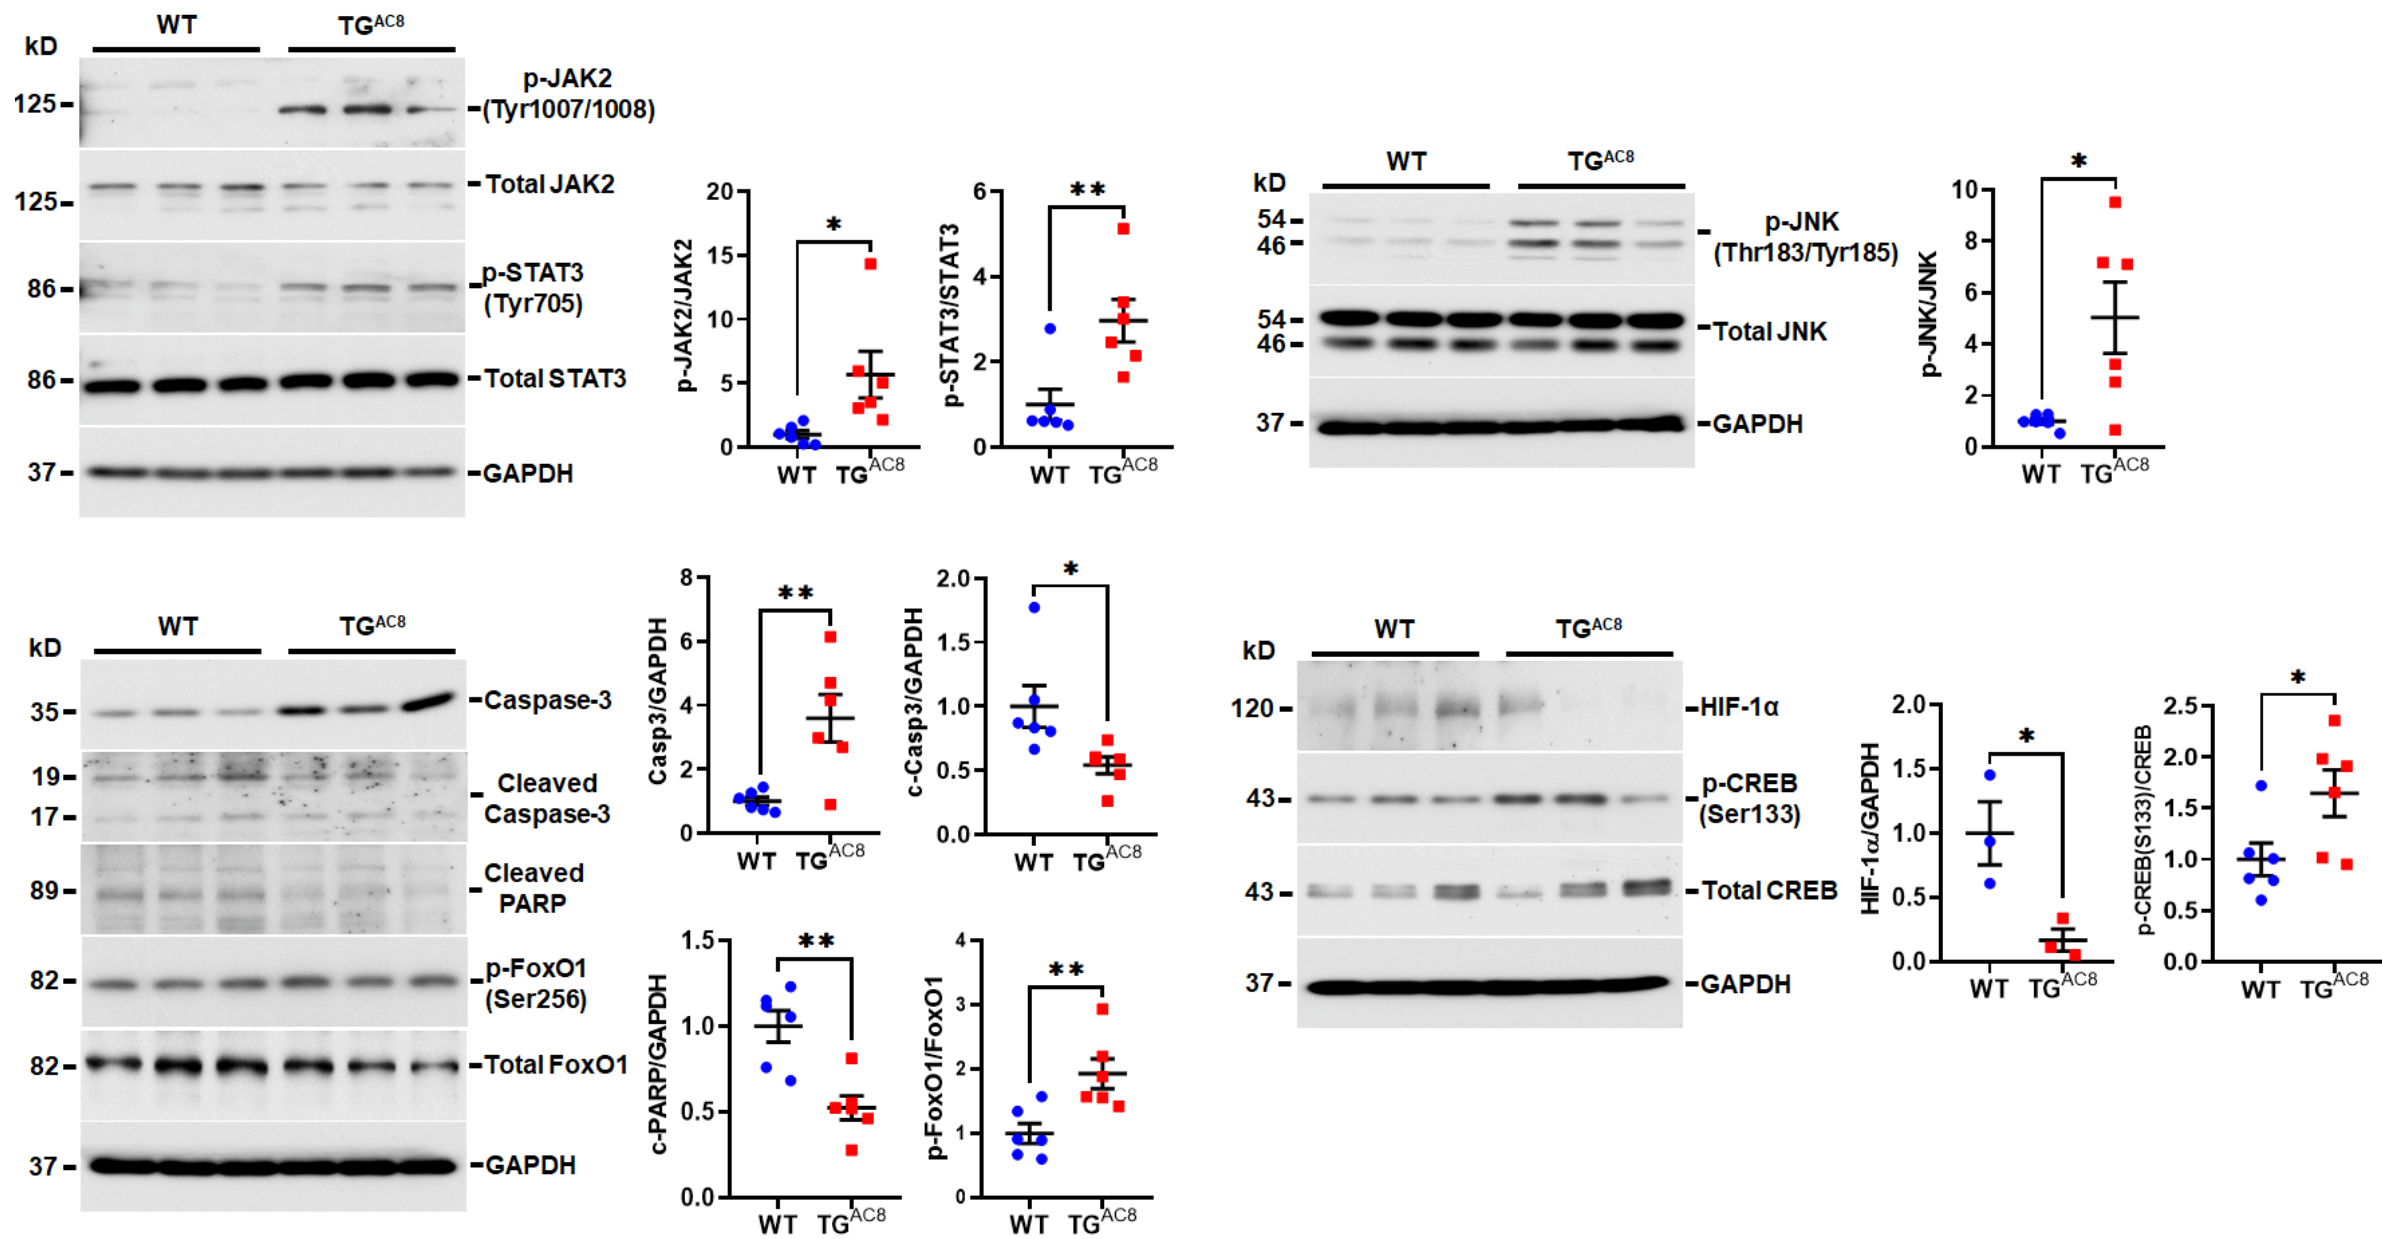 WT TG^AC8
kD
125
p-JAK2
(Tyr1007/1008)
125
Total JAK2
86
p-STAT3
(Tyr705)
86
Total STAT3
37
GAPDH
p-JAK2/JAK2
20
15
10
5
0
*
WT TG^AC8
p-STAT3/STAT3
6
4
2
0
**
WT TG^AC8
WT TG^AC8
kD
54
46
p-JNK
(Thr183/Tyr185)
54
46
Total JNK
37
GAPDH
p-JNK/JNK
10
8
6
4
2
0
*
WT TG^AC8
WT TG^AC8
kD
35
Caspase-3
19
17
Cleaved
Caspase-3
89
Cleaved
PARP
82
p-FoxO1
(Ser256)
82
Total FoxO1
37
GAPDH
Casp3/GAPDH
8
6
4
2
0
**
WT TG^AC8
c-Casp3/GAPDH
2.0
1.5
1.0
0.5
0.0
*
WT TG^AC8
c-PARP/GAPDH
1.5
1.0
0.5
0.0
**
WT TG^AC8
p-FoxO1/FoxO1
4
3
2
1
0
**
WT TG^AC8
WT TG^AC8
kD
120
HIF-1α
43
p-CREB
(Ser133)
43
Total CREB
37
GAPDH
HIF-1α/GAPDH
2.0
1.5
1.0
0.5
0.0
*
WT TG^AC8
p-CREB(S133)/CREB
2.5
2.0
1.5
1.0
0.5
0.0
*
WT TG^AC8